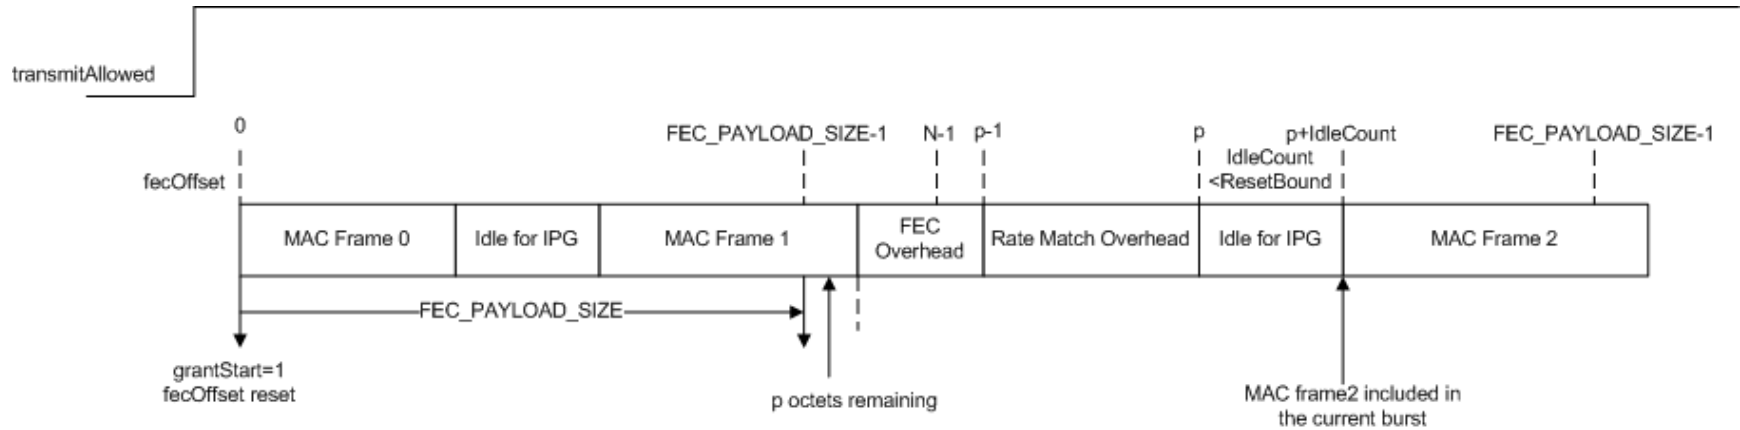 transmitAllowed
0
FEC_PAYLOAD_SIZE-1
N-1
p-1
p
p+IdleCount
FEC_PAYLOAD_SIZE-1
IdleCount
<ResetBound
fecOffset
MAC Frame 0
Idle for IPG
MAC Frame 1
FEC
Overhead
Rate Match Overhead
Idle for IPG
MAC Frame 2
FEC_PAYLOAD_SIZE
grantStart=1
fecOffset reset
p octets remaining
MAC frame2 included in
the current burst